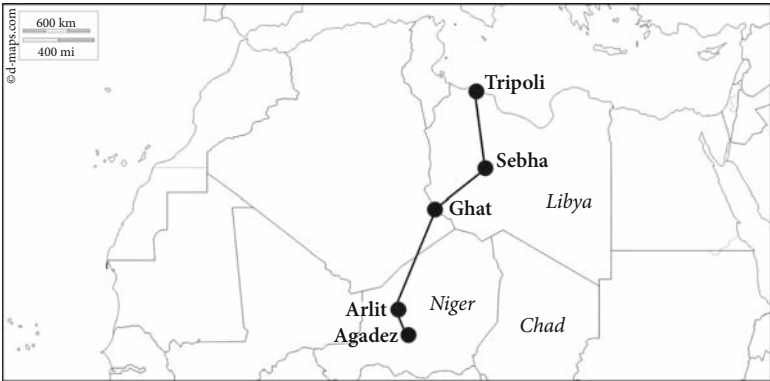 600 km
400 mi
©d-maps.com
Tripoli
Sebha
Ghat
Libya
Arlit
Niger
Agadez
Chad